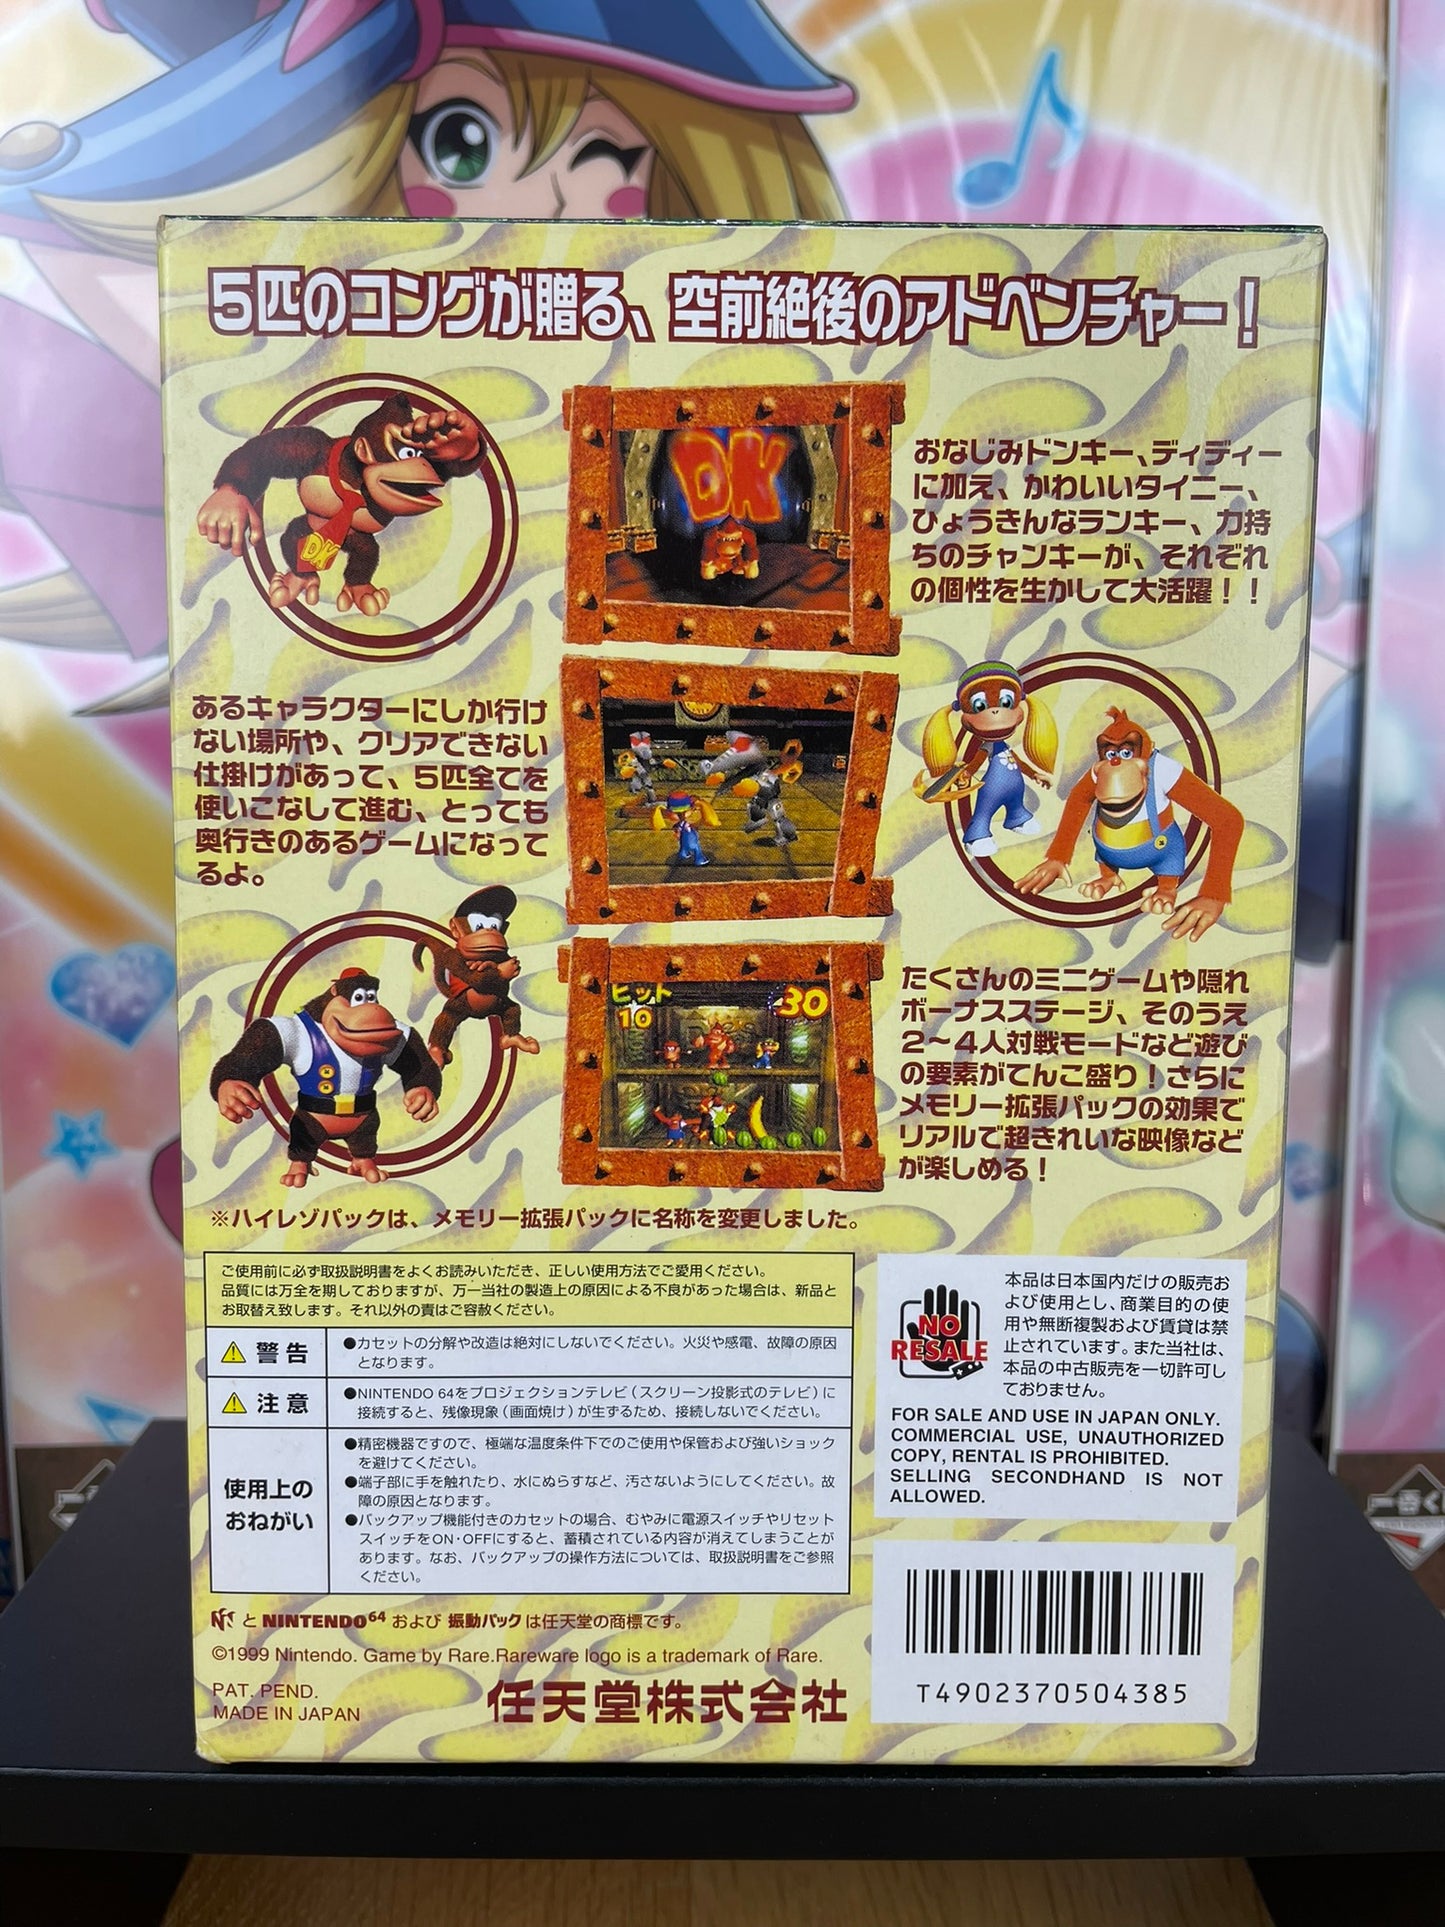 5匹のコングが贈る、空前絶後のアドベンチャー！
DK
DK
おなじみドンキー、ディディー
に加え、かわいいタイニー、
ひょうきんなランキー、力持
ちのチャンキーが、それぞれ
の個性を生かして大活躍！！
あるキャラクターにしか行け
ない場所や、クリアできない
仕掛けがあって、5匹全てを
使いこなして進む、とっても
奥行きのあるゲームになって
るよ。
ヒット
10
30
たくさんのミニゲームや隠れ
ボーナスステージ、そのうえ
2〜4人対戦モードなど遊び
の要素がてんこ盛り！さらに
メモリー拡張パックの効果で
リアルで超きれいな映像など
が楽しめる！
※ハイレゾパックは、メモリー拡張パックに名称を変更しました。
ご使用前に必ず取扱説明書をよくお読みいただき、正しい使用方法でご愛用ください。
品質には万全を期しておりますが、万一当社の製造上の原因による不良があった場合は、新品と
お取替え致します。それ以外の責はご容赦ください。
警告
●カセットの分解や改造は絶対にしないでください。火災や感電、故障の原因
となります。
注意
●NINTENDO 64をプロジェクションテレビ（スクリーン投影式のテレビ）に
接続すると、残像現象（画面焼け）が生ずるため、接続しないでください。
使用上の
おねがい
●精密機器ですので、極端な温度条件下でのご使用や保管および強いショック
を避けてください。
●端子部に手を触れたり、水にぬらすなど、汚さないようにしてください。故
障の原因となります。
●バックアップ機能付きのカセットの場合、むやみに電源スイッチやリセット
スイッチをON・OFFにすると、蓄積されている内容が消えてしまうことが
あります。なお、バックアップの操作方法については、取扱説明書をご参照
ください。
と NINTENDO64 および 振動パック は任天堂の商標です。
©1999 Nintendo. Game by Rare.Rareware logo is a trademark of Rare.
PAT. PEND.
MADE IN JAPAN
任天堂株式会社
NO
RESALE
本品は日本国内だけの販売お
よび使用とし、商業目的の使
用や無断複製および賃貸は禁
止されています。また当社は、
本品の中古販売を一切許可し
ておりません。
FOR SALE AND USE IN JAPAN ONLY.
COMMERCIAL USE, UNAUTHORIZED
COPY, RENTAL IS PROHIBITED.
SELLING SECONDHAND IS NOT
ALLOWED.
T4902370504385